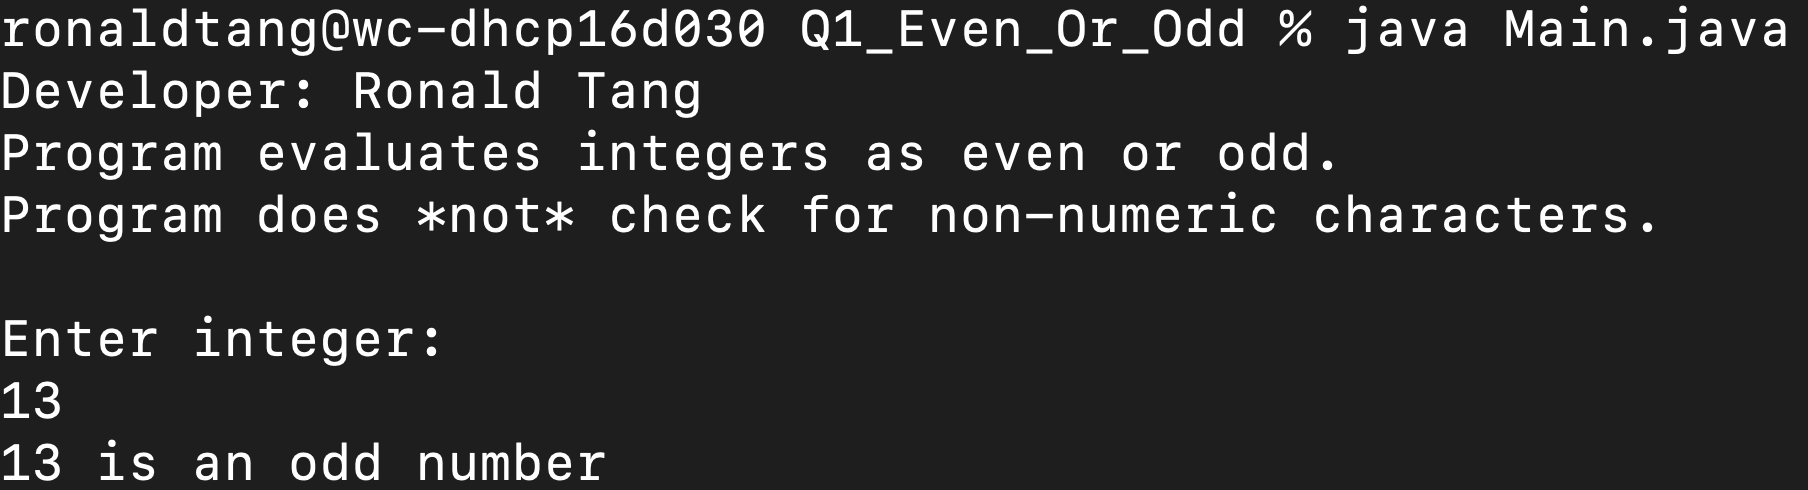 ronaldtang@wc-dhcp16d030 Q1_Even_Or_Odd % java Main.java
Developer: Ronald Tang
Program evaluates integers as even or odd.
Program does *not* check for non-numeric characters.
Enter integer:
13
13 is an odd number